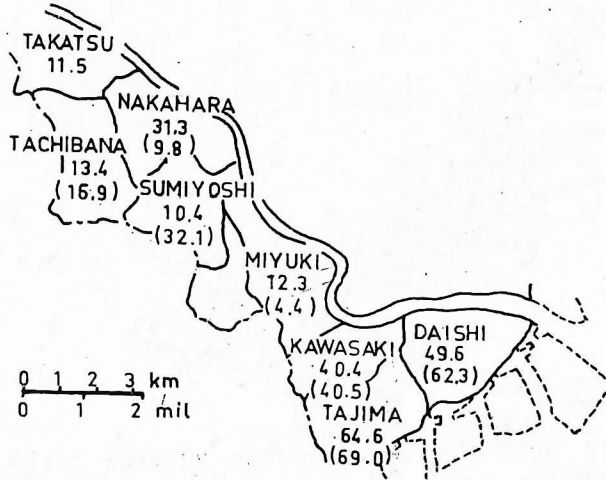 TAKATSU
11.5
NAKAHARA
31.3
(9.8)
TACHIBANA
13.4
(16.9)
SUMIYOSHI
10.4
(32.1)
MIYUKI
12.3
(4.4)
KAWASAKI
40.4
(40.5)
DAISHI
49.6
(62.3)
TAJIMA
64.6
(69.0)
0 1 2 3 km
0 1 2 mil